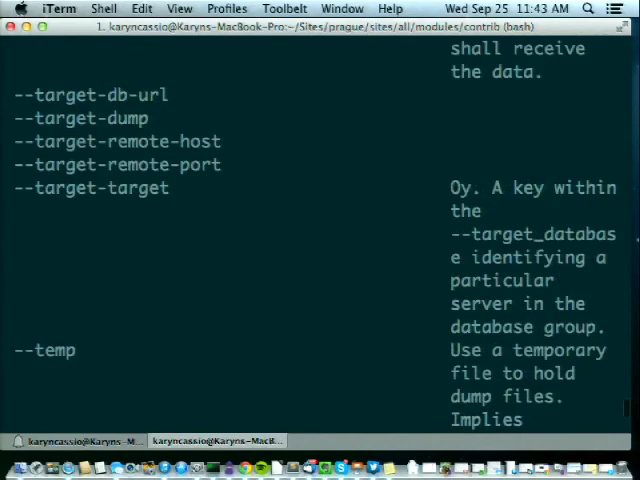 iTerm Shell Edit View Profiles Toolbelt Window Help Wed Sep 25 11:43 AM
1. karyncassio@Karyns-MacBook-Pro:~/Sites/prague/sites/all/modules/contrib (bash)
shall receive
the data.
--target-db-url
--target-dump
--target-remote-host
--target-remote-port
--target-target Oy. A key within
the
--target_databas
e identifying a
particular
server in the
database group.
--temp Use a temporary
file to hold
dump files.
Implies
karyncassio@Karyns-M... karyncassio@Karyns-MacB...